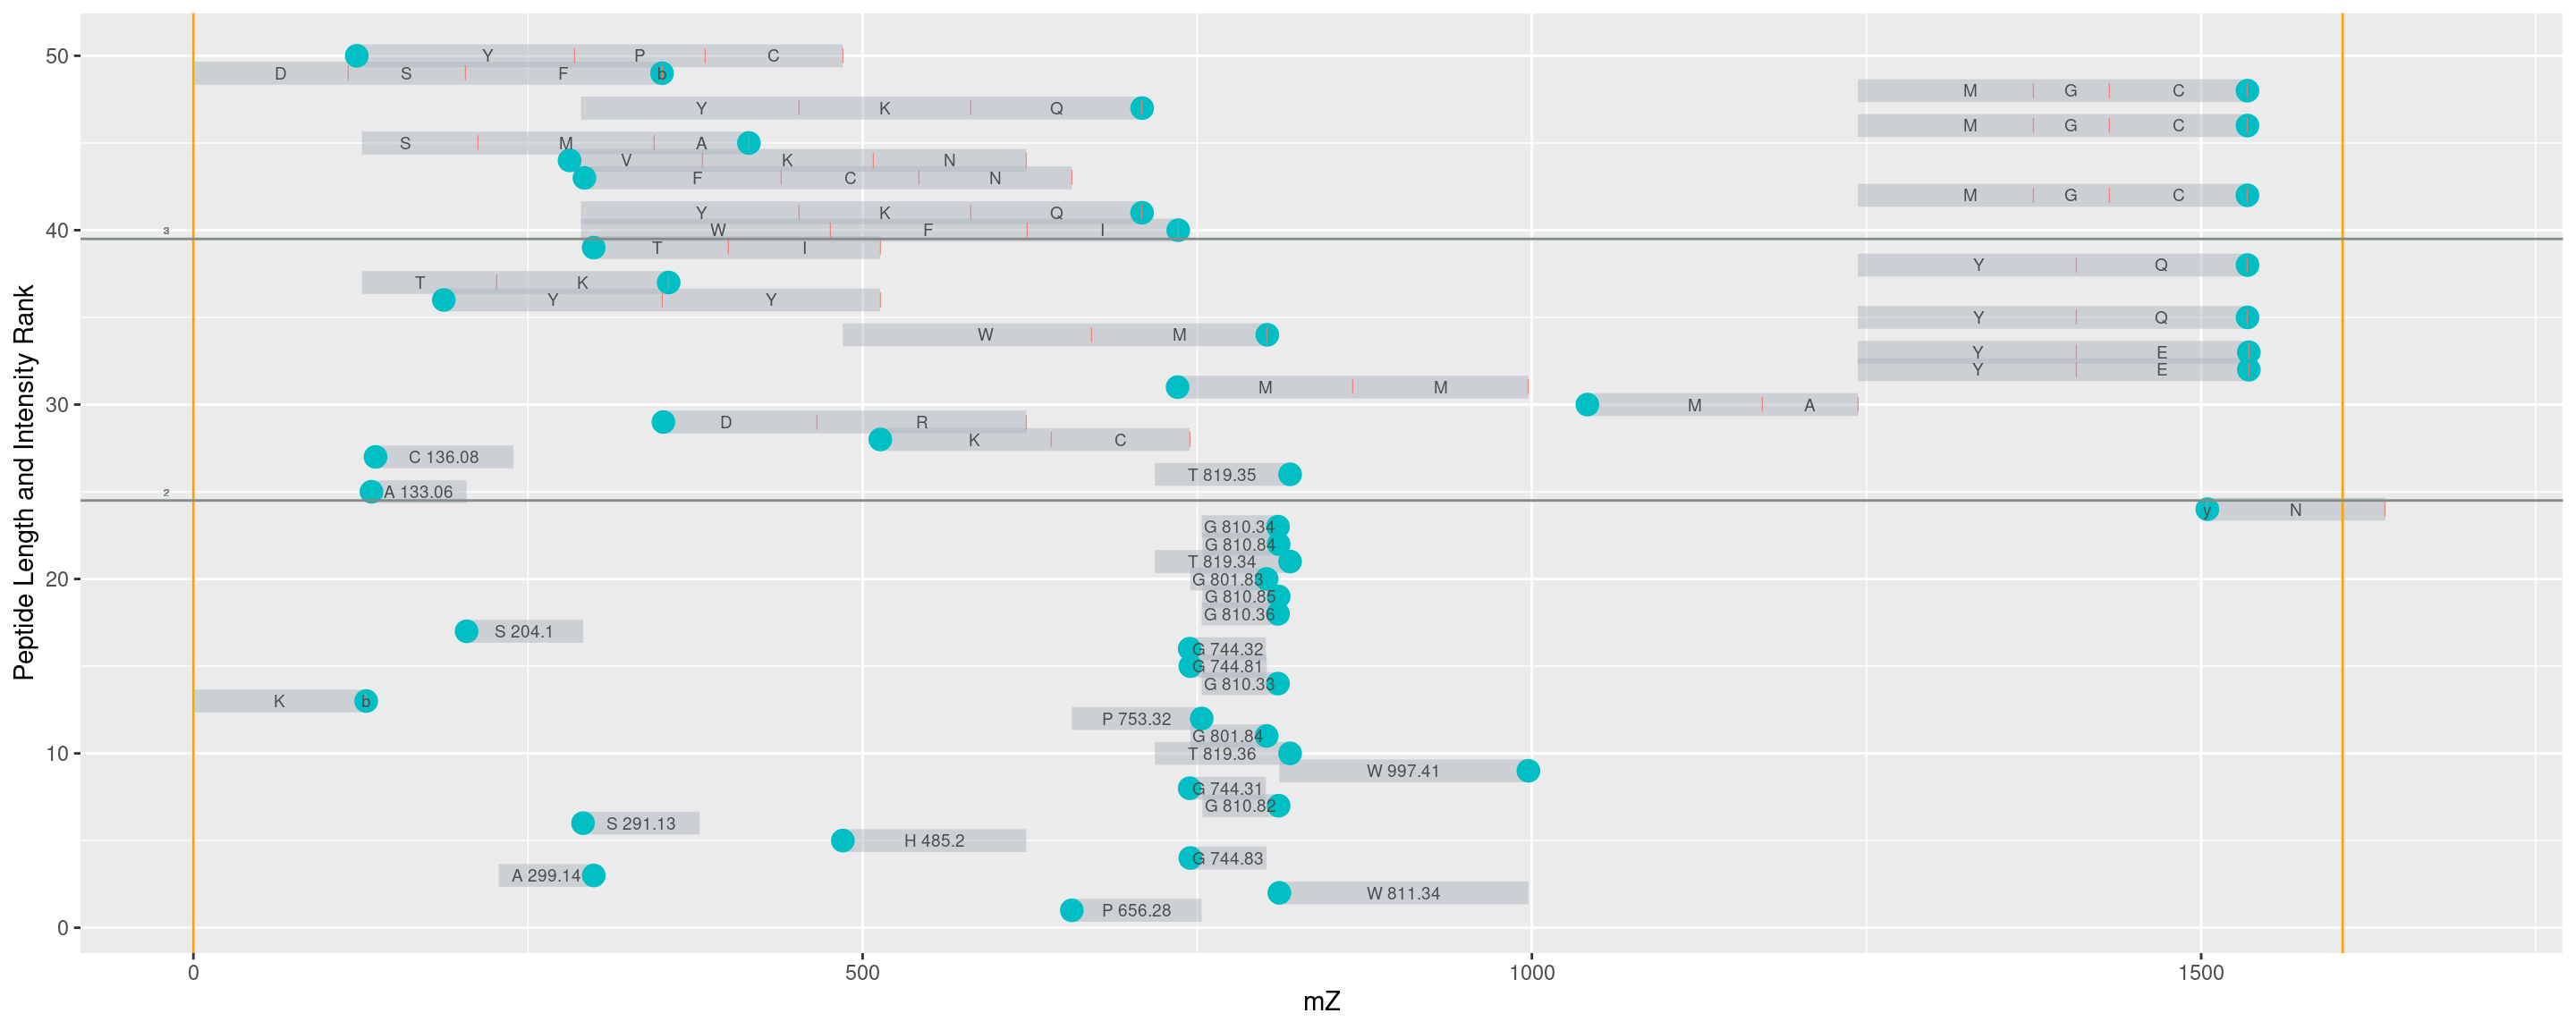 50
Y P C
D S F b
M G C
Y K Q
M G C
S M A
V K N
F C N
M G C
Y K Q
40
3
W F I
T I
Y Q
T K
Y Y
Y Q
W M
Y E
Y E
M M
30
M A
D R
K C
C 136.08
T 819.35
2
A 133.06
y N
G 810.34
G 810.84
T 819.34
20
G 801.83
G 810.85
G 810.36
S 204.1
G 744.32
G 744.81
G 810.33
K b
P 753.32
G 801.84
10
T 819.36
W 997.41
G 744.31
G 810.82
S 291.13
H 485.2
G 744.83
A 299.14
W 811.34
P 656.28
0
0 500 1000 1500
mZ
Peptide Length and Intensity Rank